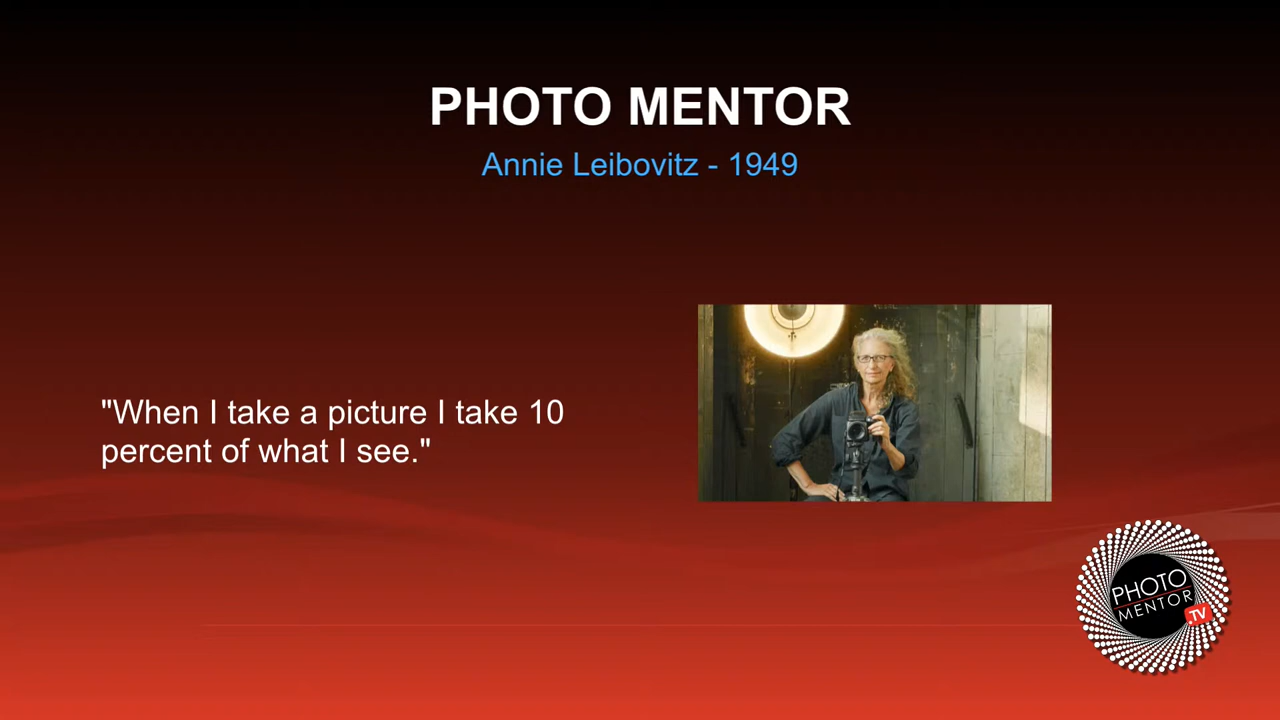 PHOTO MENTOR
Annie Leibovitz - 1949
"When I take a picture I take 10
percent of what I see."
PHOTO
MENTOR
.TV